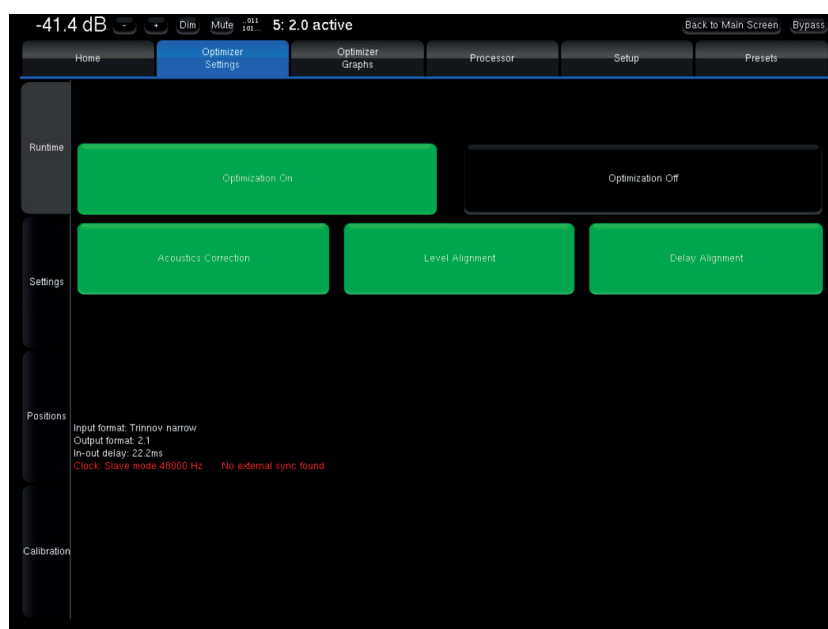 -41.4 dB - + Dim Mute ..011 101... 5: 2.0 active Back to Main Screen Bypass
Home Optimizer Settings Optimizer Graphs Processor Setup Presets
Runtime
Optimization On Optimization Off
Acoustics Correction Level Alignment Delay Alignment
Settings
Positions
Input format: Trinnov narrow
Output format: 2.1
In-out delay: 22.2ms
Clock: Slave mode 48000 Hz No external sync found
Calibration